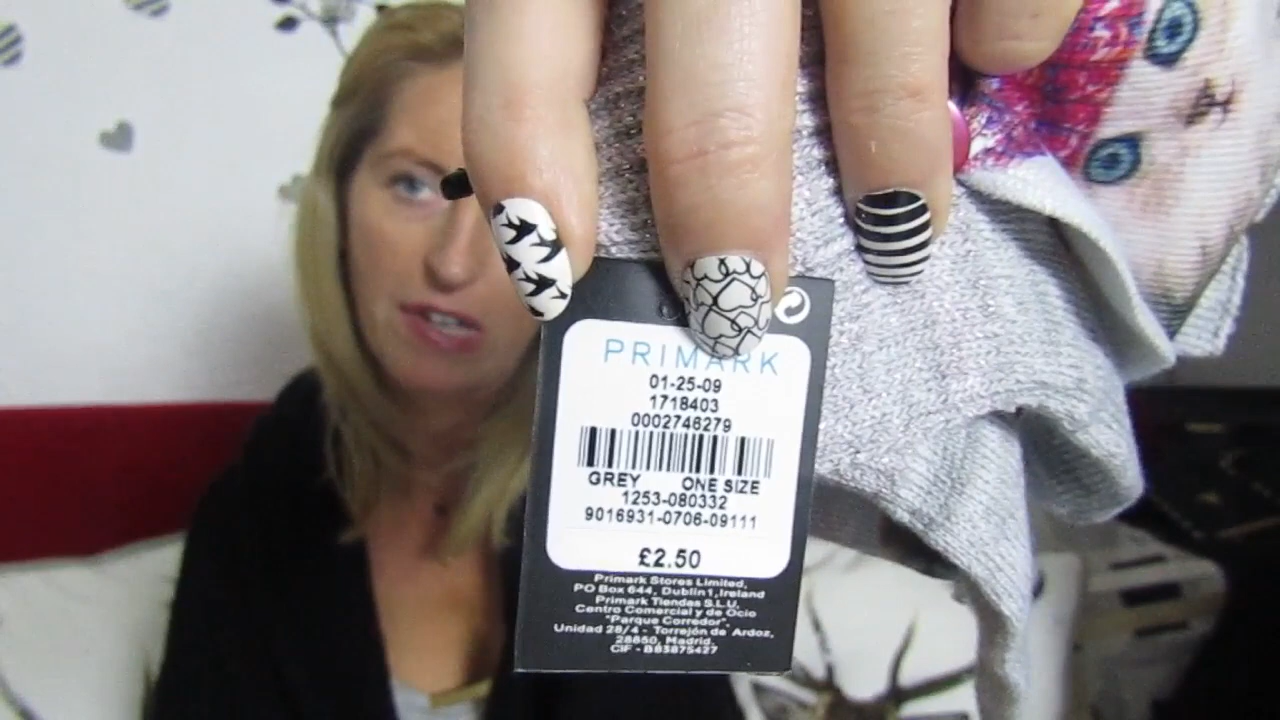 PRIMARK
01-25-09
1718403
0002746279
GREY ONE SIZE
1253-080332
9016931-0706-09111
£2.50
Primark Stores Limited,
PO Box 644, Dublin1, Ireland
Primark Tiendas S.L.U,
Centro Comercial y de Ocio
"Parque Corredor",
Unidad 28/4 - Torrejón de Ardoz,
28850, Madrid.
CIF - B83875427